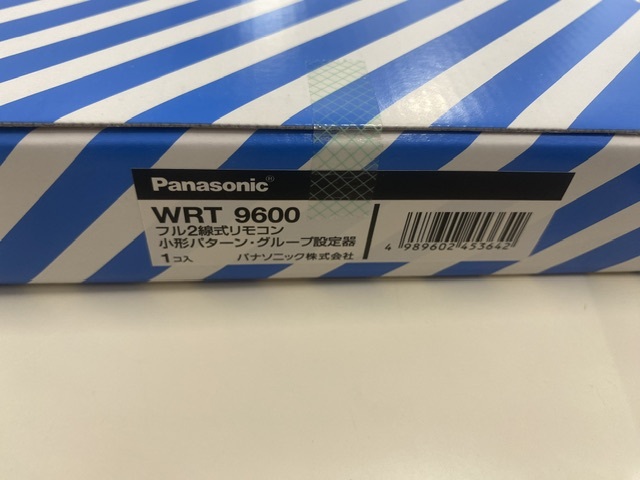 Panasonic®
WRT 9600
フル2線式リモコン
小形パターン・グループ設定器
1コ入 パナソニック株式会社
4 989602 453642